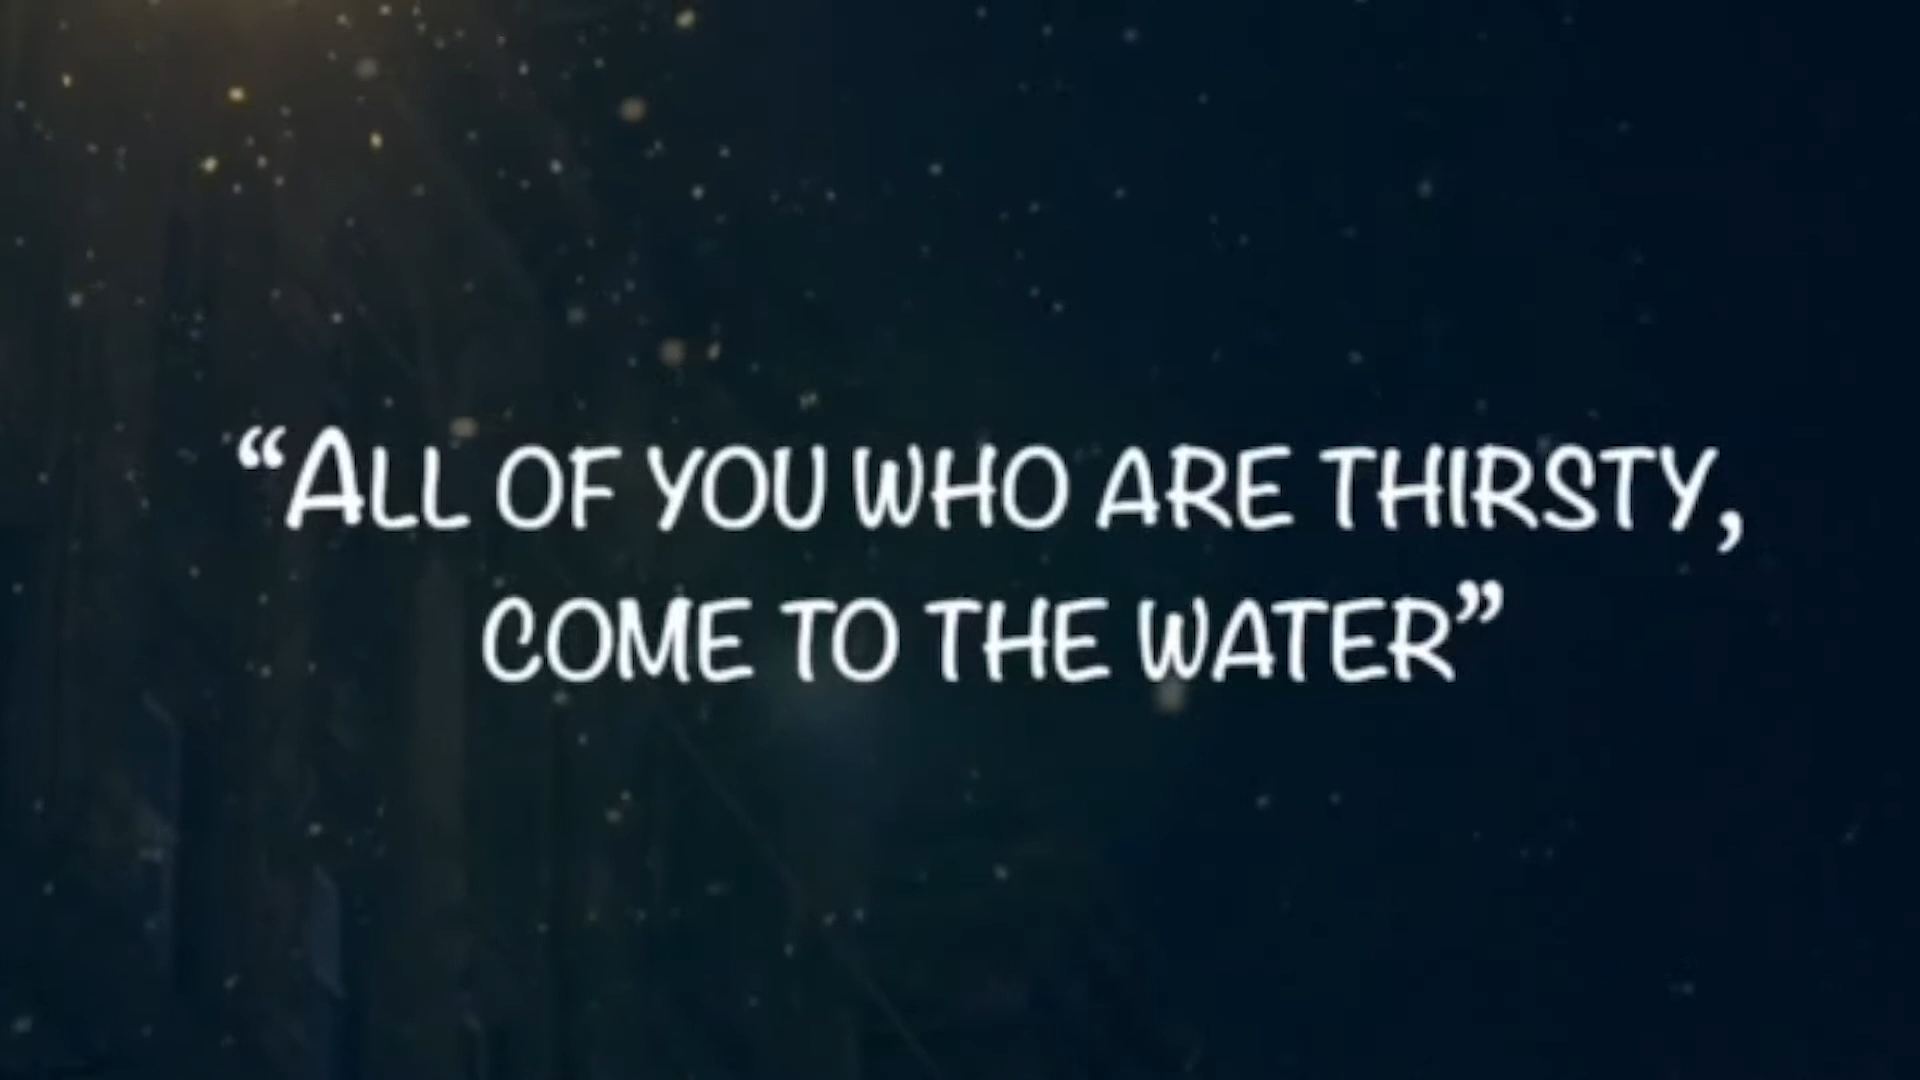 “All of you who are thirsty,
come to the water”